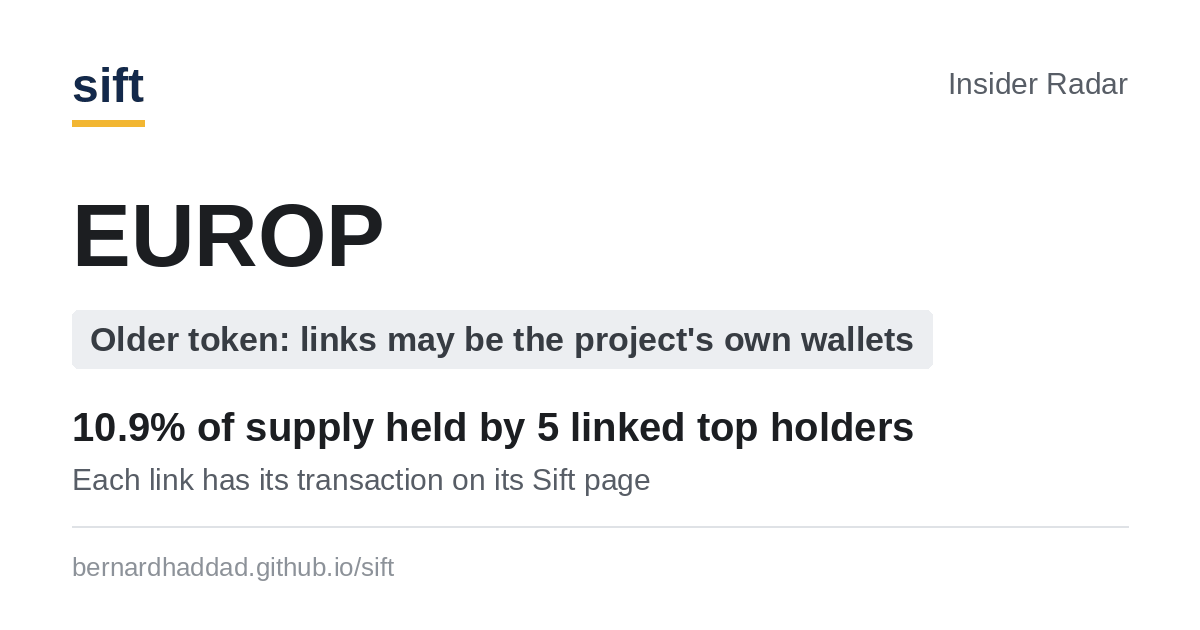 sift
Insider Radar
EUROP
Older token: links may be the project's own wallets
10.9% of supply held by 5 linked top holders
Each link has its transaction on its Sift page
bernardhaddad.github.io/sift